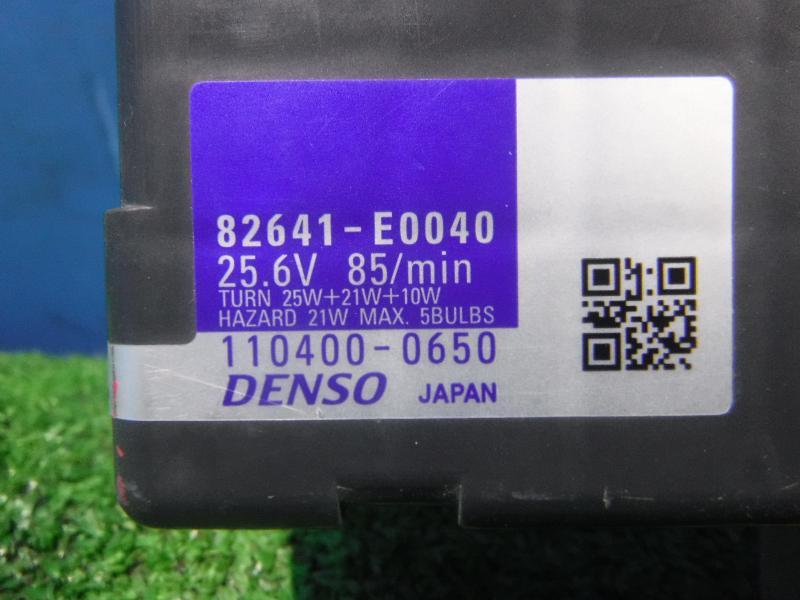 82641-E0040
25.6V 85/min
TURN 25W+21W+10W
HAZARD 21W MAX. 5BULBS
110400-0650
DENSO JAPAN